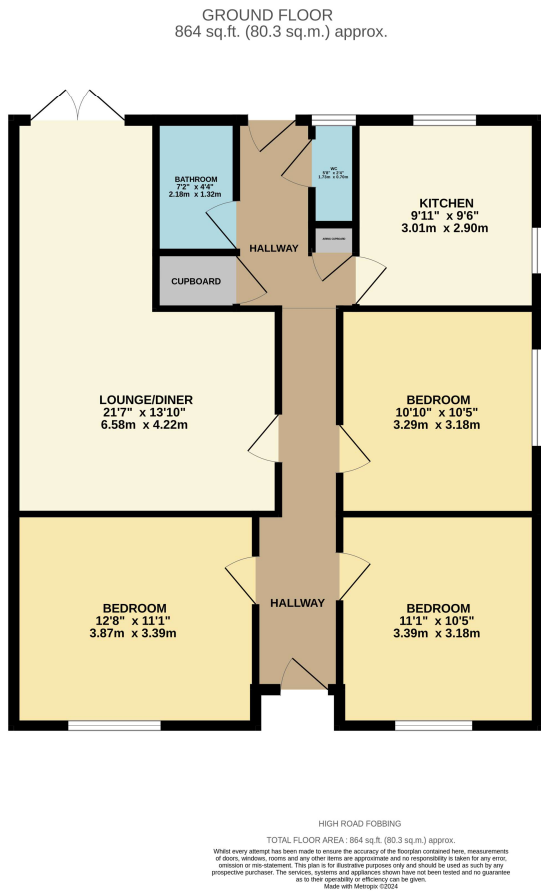 GROUND FLOOR
864 sq.ft. (80.3 sq.m.) approx.
BATHROOM
7'2" x 4'4"
2.18m x 1.32m
WC
5'8" x 2'4"
1.73m x 0.70m
KITCHEN
9'11" x 9'6"
3.01m x 2.90m
HALLWAY
CUPBOARD
LOUNGE/DINER
21'7" x 13'10"
6.58m x 4.22m
BEDROOM
10'10" x 10'5"
3.29m x 3.18m
BEDROOM
12'8" x 11'1"
3.87m x 3.39m
HALLWAY
BEDROOM
11'1" x 10'5"
3.39m x 3.18m
HIGH ROAD FOBBING
TOTAL FLOOR AREA : 864 sq.ft. (80.3 sq.m.) approx.
Whilst every attempt has been made to ensure the accuracy of the floorplan contained here, measurements
of doors, windows, rooms and any other items are approximate and no responsibility is taken for any error,
omission or mis-statement. This plan is for illustrative purposes only and should be used as such by any
prospective purchaser. The services, systems and appliances shown have not been tested and no guarantee
as to their operability or efficiency can be given.
Made with Metropix ©2024